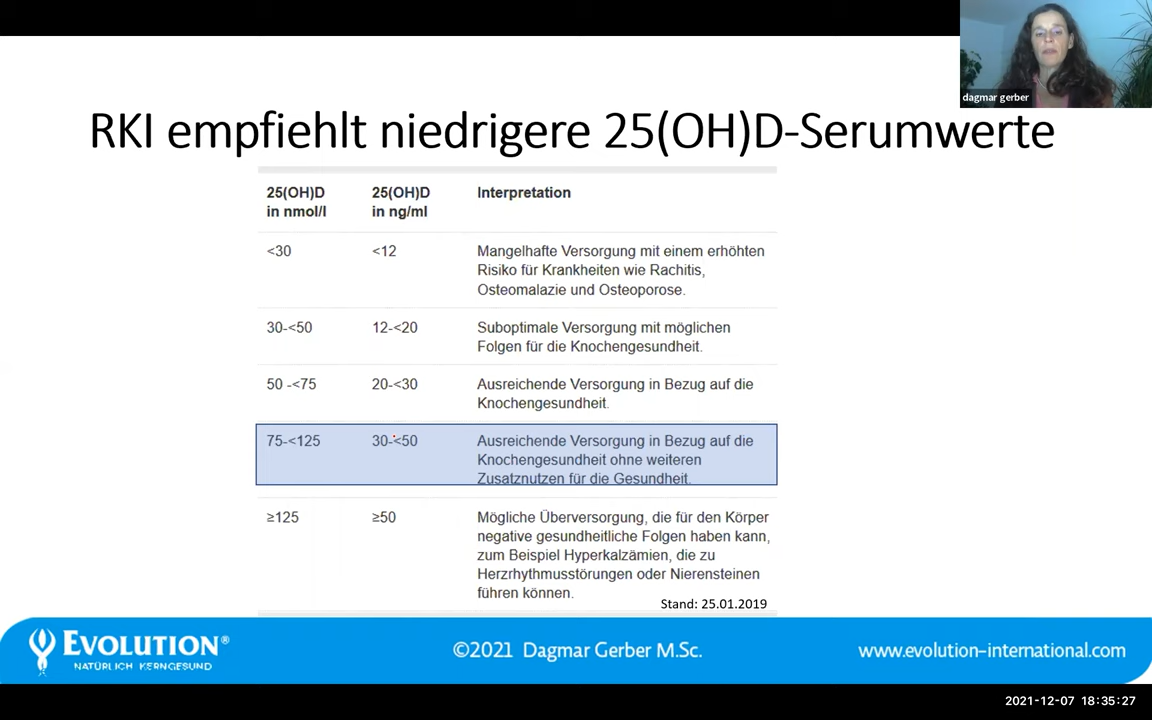 dagmar gerber
RKI empfiehlt niedrigere 25(OH)D-Serumwerte
25(OH)D
in nmol/l
25(OH)D
in ng/ml
Interpretation
<30
<12
Mangelhafte Versorgung mit einem erhöhten
Risiko für Krankheiten wie Rachitis,
Osteomalazie und Osteoporose.
30-<50
12-<20
Suboptimale Versorgung mit möglichen
Folgen für die Knochengesundheit.
50 -<75
20-<30
Ausreichende Versorgung in Bezug auf die
Knochengesundheit.
75-<125
30-<50
Ausreichende Versorgung in Bezug auf die
Knochengesundheit ohne weiteren
Zusatznutzen für die Gesundheit.
≥125
≥50
Mögliche Überversorgung, die für den Körper
negative gesundheitliche Folgen haben kann,
zum Beispiel Hyperkalzämien, die zu
Herzrhythmusstörungen oder Nierensteinen
führen können.
Stand: 25.01.2019
EVOLUTION®
NATÜRLICH KERNGESUND
©2021 Dagmar Gerber M.Sc.
www.evolution-international.com
2021-12-07 18:35:27